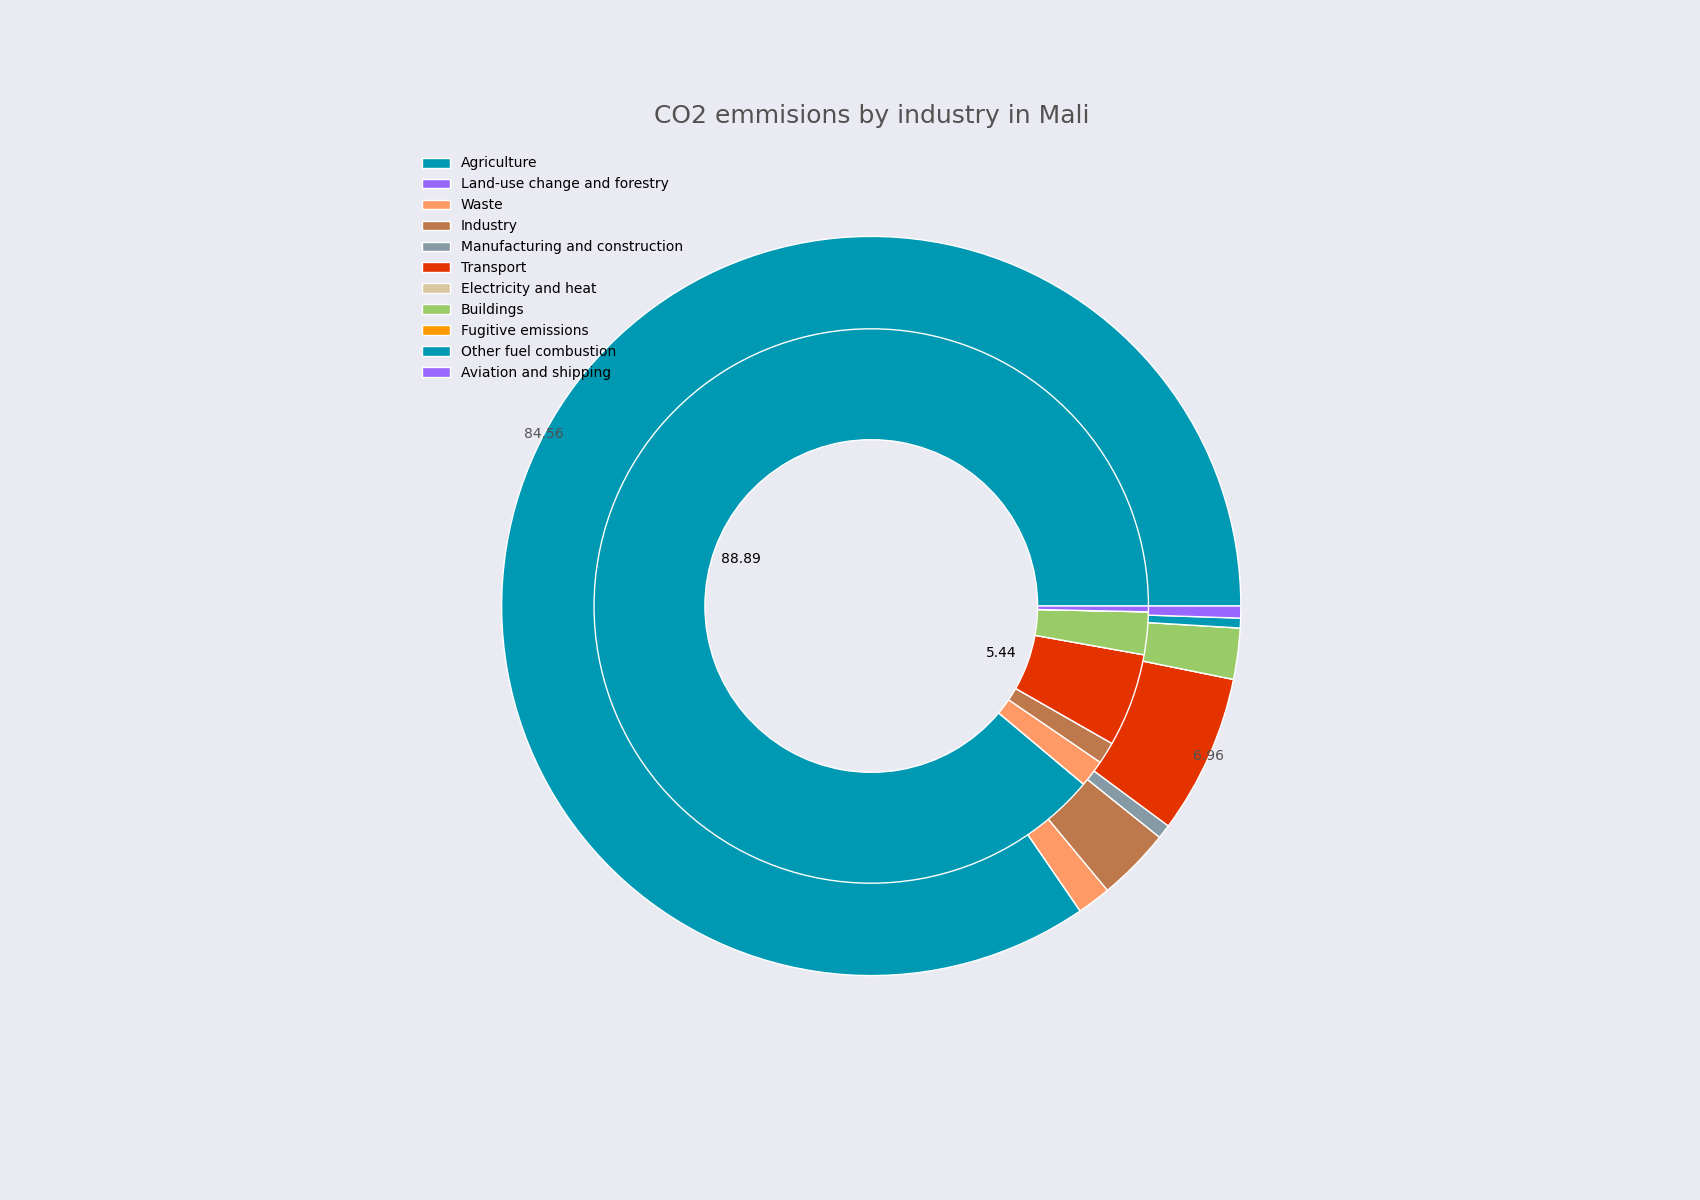 CO2 emmisions by industry in Mali
Agriculture
Land-use change and forestry
Waste
Industry
Manufacturing and construction
Transport
Electricity and heat
Buildings
Fugitive emissions
Other fuel combustion
Aviation and shipping
84.56
88.89
5.44
6.96